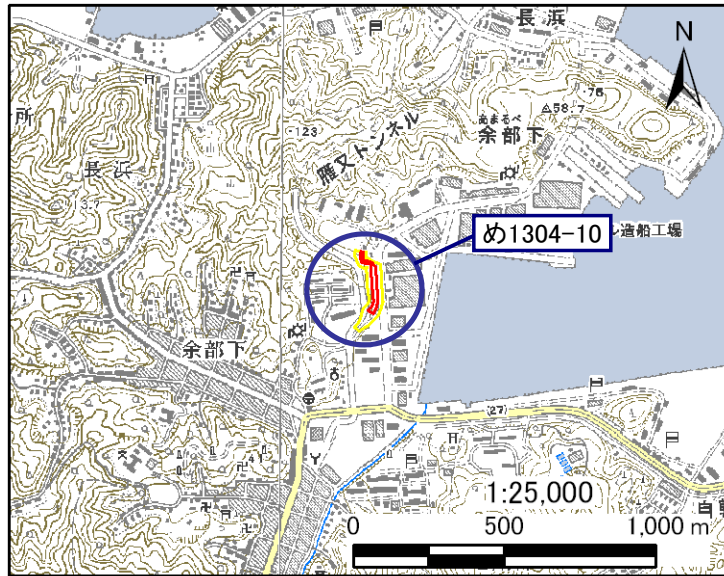 長浜
N
・76
△58.7
あまるべ
余部下
・123
所
雁又トンネル
長浜
め1304-10
ル造船工場
余部下
(27)
1:25,000
0 500 1,000 m